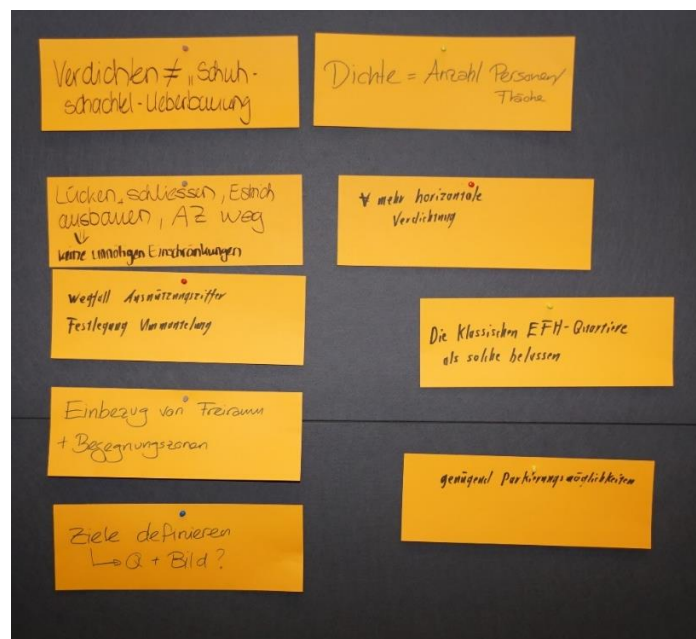 Verdichten ≠ „Schuh-
schachtel-Ueberbauung
Dichte = Anzahl Personen/
Fläche
Lücken schliessen, Estrich
ausbauen, AZ weg
↓
keine unnötigen Einschränkungen
mehr horizontale
Verdichtung
Wegfall Ausnützungsziffer
Festlegung Ummantelung
Die Klassischen EFH-Quartiere
als solche belassen
Einbezug von Freiraum
+ Begegnungszonen
genügend Parkierungsmöglichkeiten
Ziele definieren
↳ Q + Bild?